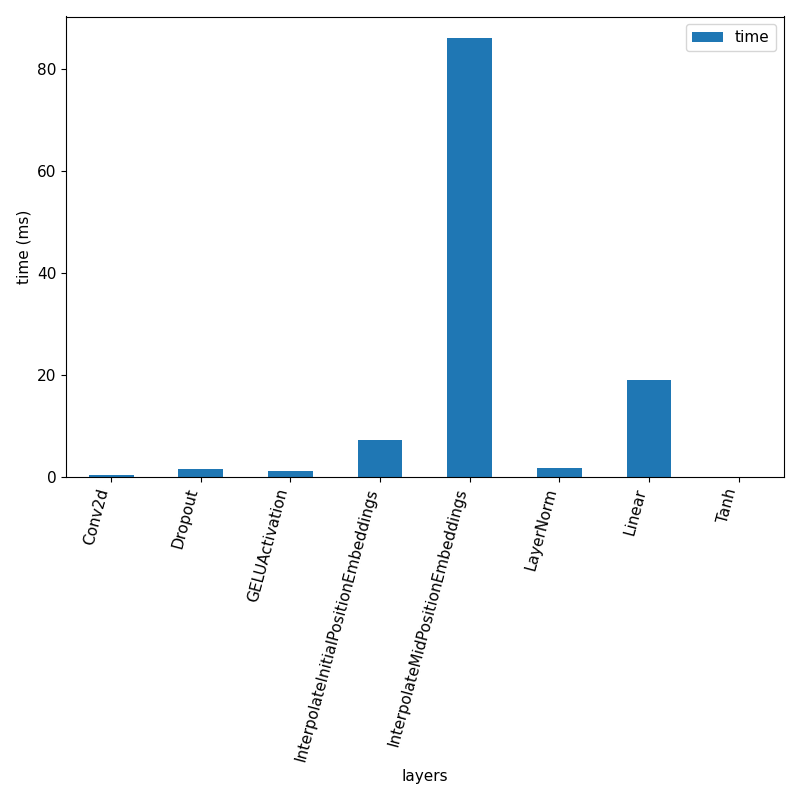 time
80
60
40
20
0
time (ms)
Conv2d
Dropout
GELUActivation
InterpolateInitialPositionEmbeddings
InterpolateMidPositionEmbeddings
LayerNorm
Linear
Tanh
layers